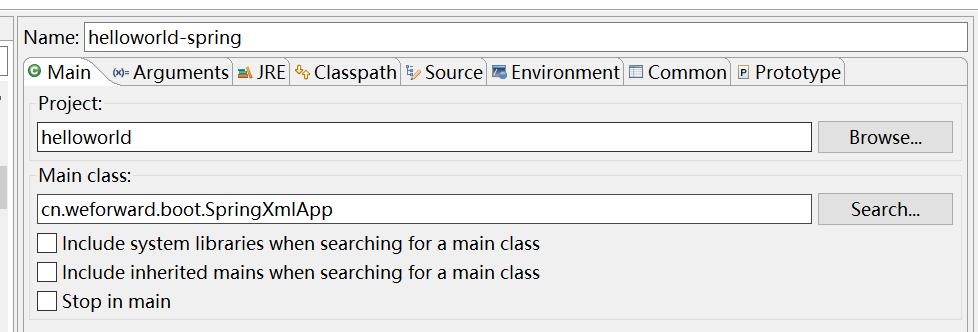 Name: helloworld-spring
Main (x)= Arguments JRE Classpath Source Environment Common P Prototype
Project:
helloworld Browse...
Main class:
cn.weforward.boot.SpringXmlApp Search...
Include system libraries when searching for a main class
Include inherited mains when searching for a main class
Stop in main